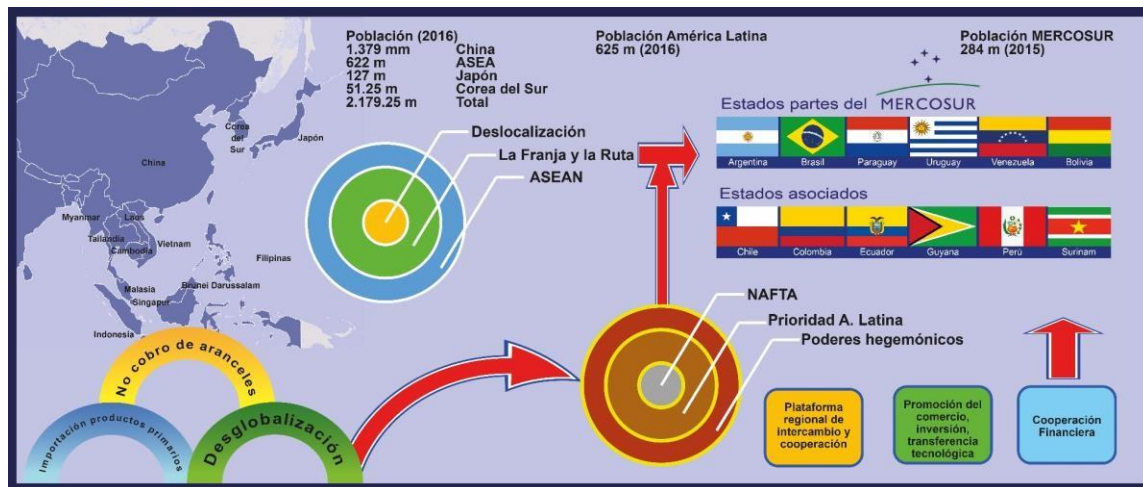 Población (2016)
1.379 mm China
622 m ASEA
127 m Japón
51.25 m Corea del Sur
2.179.25 m Total
Población América Latina
625 m (2016)
Población MERCOSUR
284 m (2015)
Corea
del
Sur
Japón
China
Myanmar
Laos
Tailandia
Vietnam
Cambodia
Filipinas
Malasia
Brunei Darussalam
Singapur
Indonesia
Deslocalización
La Franja y la Ruta
ASEAN
Estados partes del MERCOSUR
Argentina Brasil Paraguay Uruguay Venezuela Bolivia
Estados asociados
Chile Colombia Ecuador Guyana Perú Surinam
No cobro de aranceles
Importación productos primarios
Desglobalización
NAFTA
Prioridad A. Latina
Poderes hegemónicos
Plataforma
regional de
intercambio y
cooperación
Promoción del
comercio,
inversión,
transferencia
tecnológica
Cooperación
Financiera